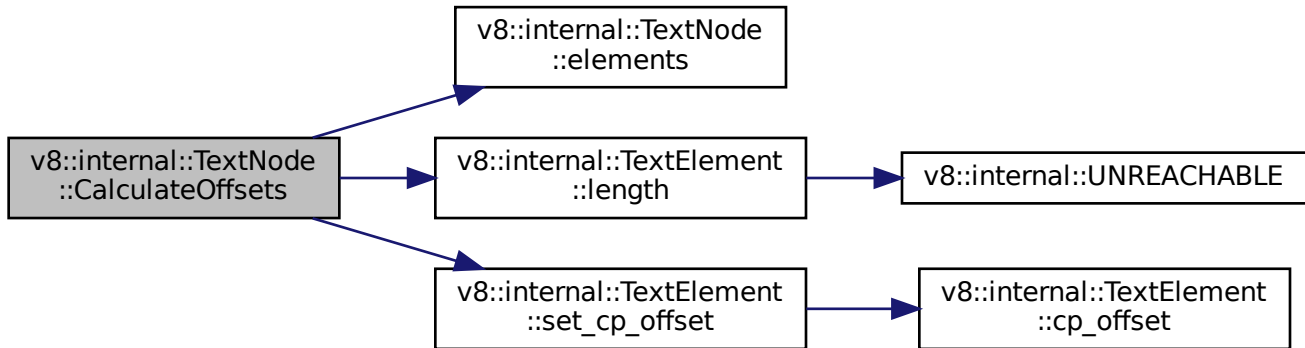 v8::internal::TextNode
::elements
v8::internal::TextNode
::CalculateOffsets
v8::internal::TextElement
::length
v8::internal::UNREACHABLE
v8::internal::TextElement
::set_cp_offset
v8::internal::TextElement
::cp_offset